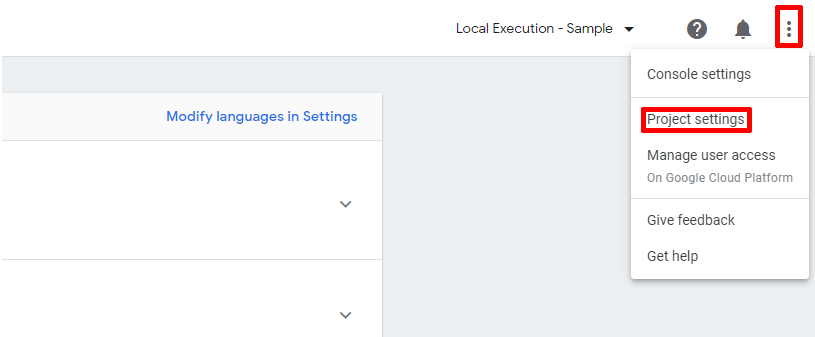 Local Execution - Sample
Console settings
Modify languages in Settings
Project settings
Manage user access
On Google Cloud Platform
Give feedback
Get help